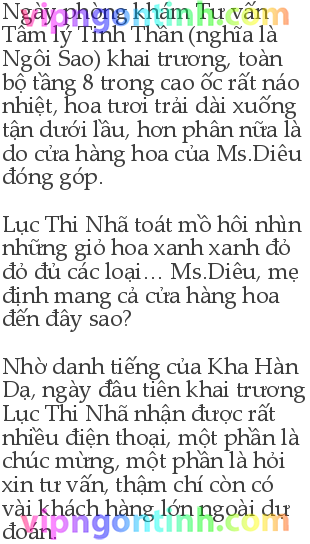 Ngày phòng khám Tư vấn
Tâm lý Tinh Thần (nghĩa là
Ngôi Sao) khai trương, toàn
bộ tầng 8 trong cao ốc rất náo
nhiệt, hoa tươi trải dài xuống
tận dưới lầu, hơn phân nữa là
do cửa hàng hoa của Ms.Diêu
đóng góp.
Lục Thi Nhã toát mồ hôi nhìn
những giỏ hoa xanh xanh đỏ
đỏ đủ các loại… Ms.Diêu, mẹ
định mang cả cửa hàng hoa
đến đây sao?
Nhờ danh tiếng của Kha Hàn
Dạ, ngày đầu tiên khai trương
Lục Thi Nhã nhận được rất
nhiều điện thoại, một phần là
chúc mừng, một phần là hỏi
xin tư vấn, thậm chí còn có
vài khách hàng lớn ngoài dự
đoán.
vipngontinh.com
vipngontinh.com